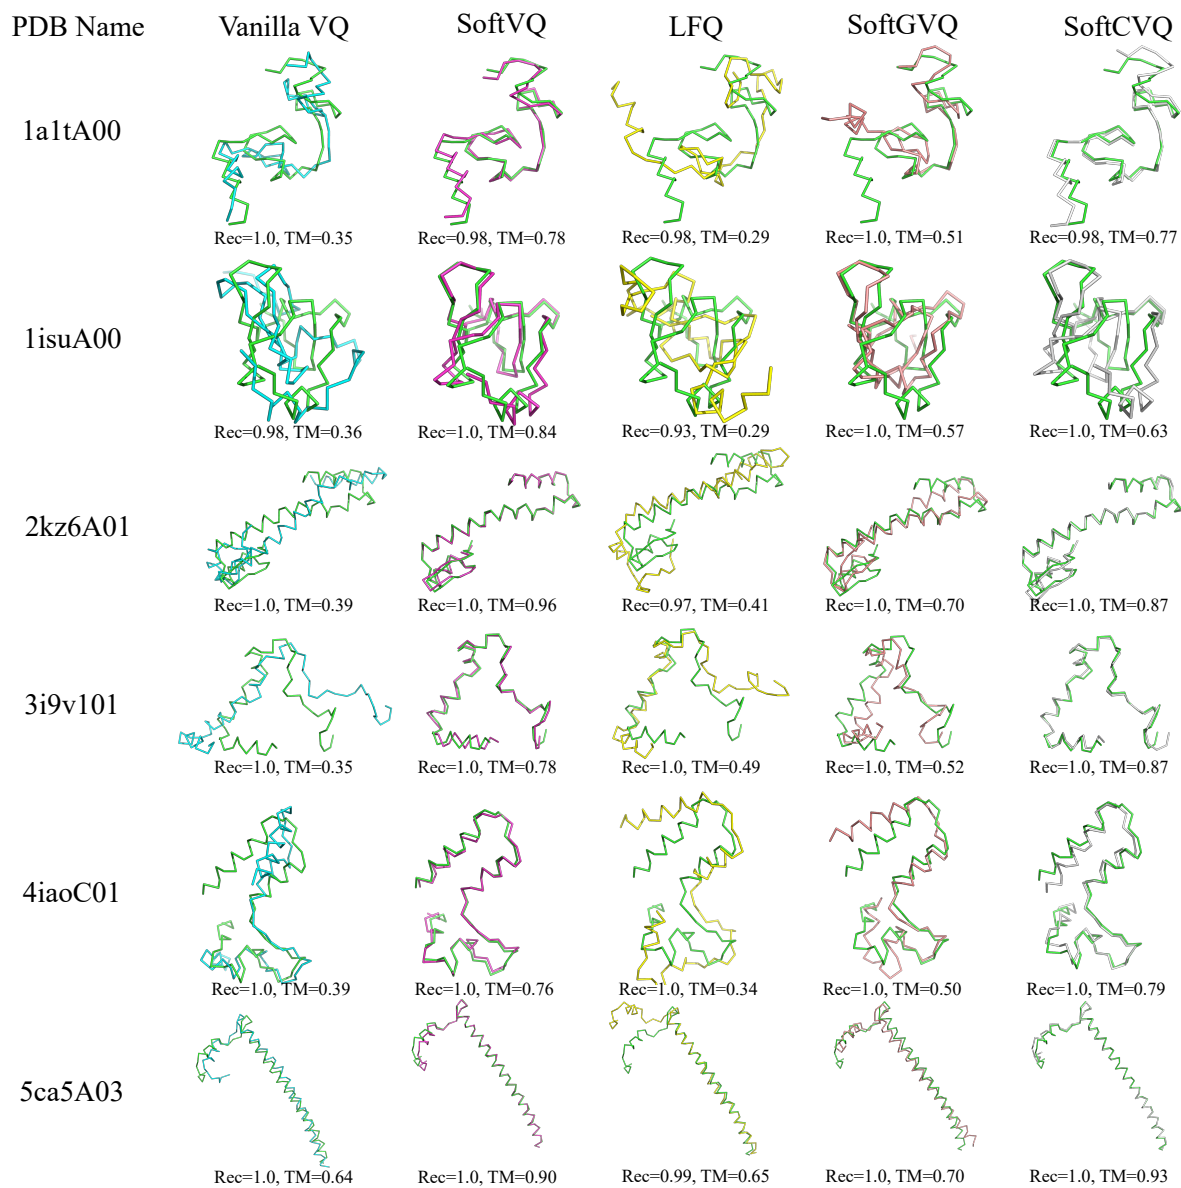 PDB Name Vanilla VQ SoftVQ LFQ SoftGVQ SoftCVQ
1a1tA00
Rec=1.0, TM=0.35 Rec=0.98, TM=0.78 Rec=0.98, TM=0.29 Rec=1.0, TM=0.51 Rec=0.98, TM=0.77
1isuA00
Rec=0.98, TM=0.36 Rec=1.0, TM=0.84 Rec=0.93, TM=0.29 Rec=1.0, TM=0.57 Rec=1.0, TM=0.63
2kz6A01
Rec=1.0, TM=0.39 Rec=1.0, TM=0.96 Rec=0.97, TM=0.41 Rec=1.0, TM=0.70 Rec=1.0, TM=0.87
3i9v101
Rec=1.0, TM=0.35 Rec=1.0, TM=0.78 Rec=1.0, TM=0.49 Rec=1.0, TM=0.52 Rec=1.0, TM=0.87
4iaoC01
Rec=1.0, TM=0.39 Rec=1.0, TM=0.76 Rec=1.0, TM=0.34 Rec=1.0, TM=0.50 Rec=1.0, TM=0.79
5ca5A03
Rec=1.0, TM=0.64 Rec=1.0, TM=0.90 Rec=0.99, TM=0.65 Rec=1.0, TM=0.70 Rec=1.0, TM=0.93